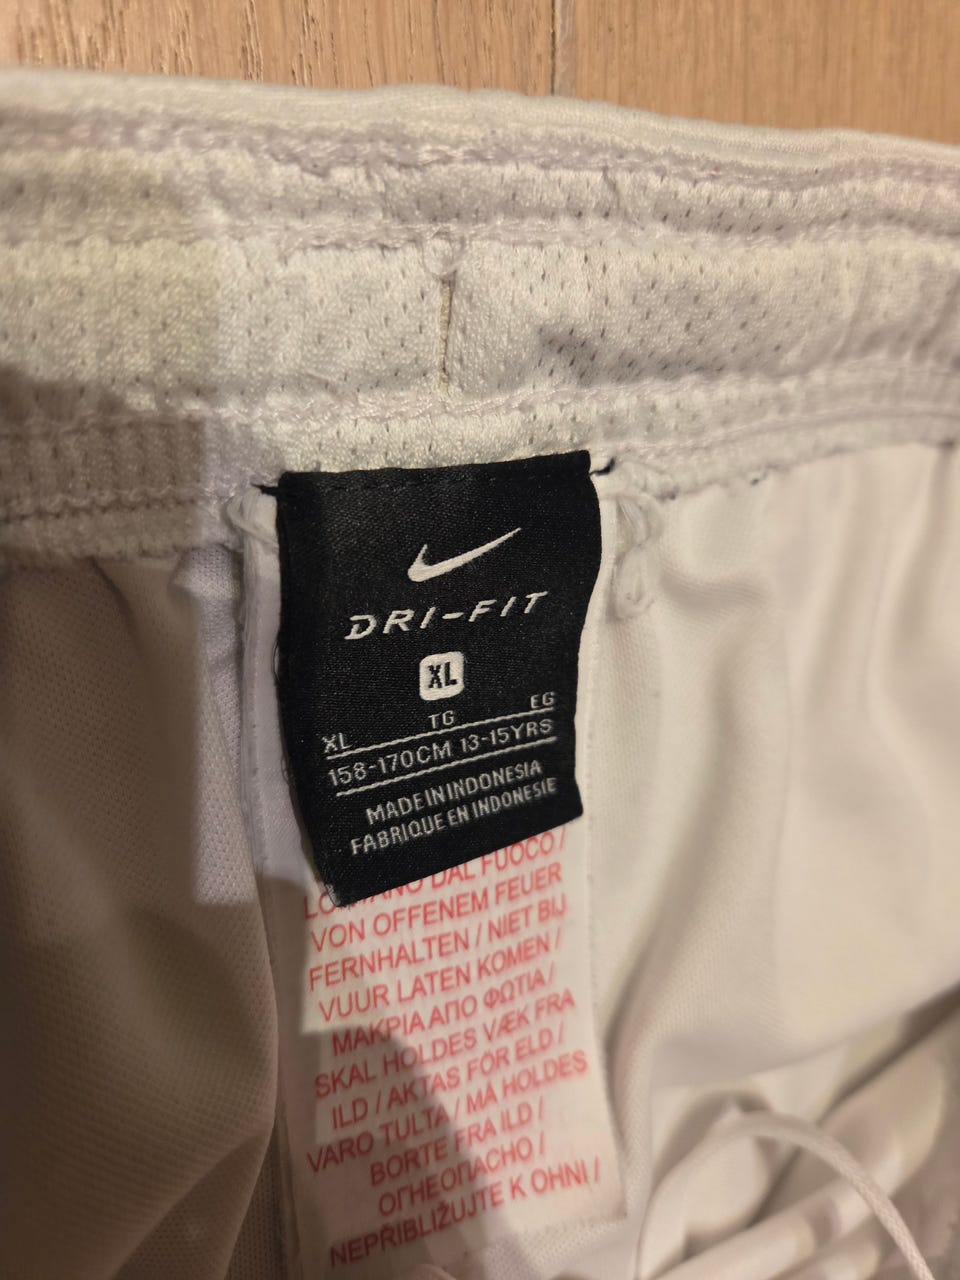 DRI-FIT
XL
XL TG EG
158-170CM 13-15YRS
MADE IN INDONESIA
FABRIQUE EN INDONESIE
DAL FUOCO /
VON OFFENEM FEUER
FERNHALTEN / NIET BIJ
VUUR LATEN KOMEN /
ΜΑΚΡΙΑ ΑΠΟ ΦΩΤΙΑ /
SKAL HOLDES VÆK FRA
ILD / AKTAS FÖR ELD /
VARO TULTA / MÅ HOLDES
BORTE FRA ILD /
ОГНЕОПАСНО /
NEPŘIBLIŽUJTE K OHNI /